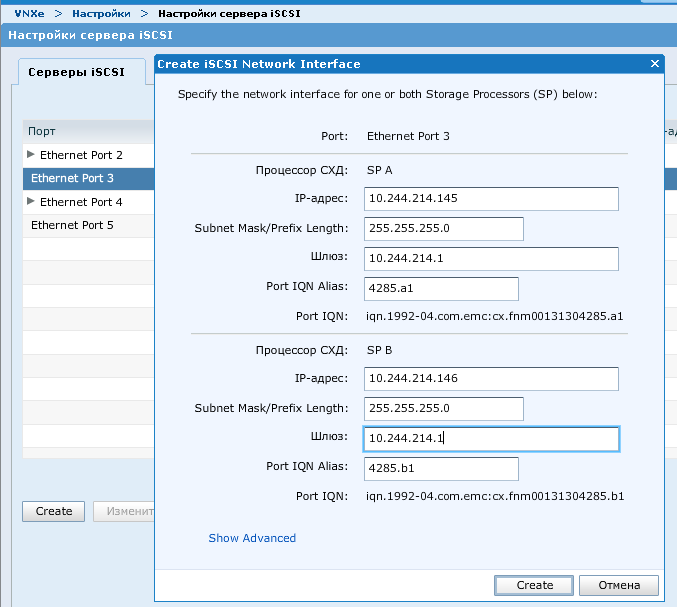 VNXe > Настройки > Настройки сервера iSCSI
Настройки сервера iSCSI
Серверы iSCSI
Порт
Ethernet Port 2
Ethernet Port 3
Ethernet Port 4
Ethernet Port 5
Create
Изменит
Create iSCSI Network Interface
Specify the network interface for one or both Storage Processors (SP) below:
Port: Ethernet Port 3
Процессор СХД: SP A
IP-адрес: 10.244.214.145
Subnet Mask/Prefix Length: 255.255.255.0
Шлюз: 10.244.214.1
Port IQN Alias: 4285.a1
Port IQN: iqn.1992-04.com.emc:cx.fnm00131304285.a1
Процессор СХД: SP B
IP-адрес: 10.244.214.146
Subnet Mask/Prefix Length: 255.255.255.0
Шлюз: 10.244.214.1
Port IQN Alias: 4285.b1
Port IQN: iqn.1992-04.com.emc:cx.fnm00131304285.b1
Show Advanced
Create
Отмена